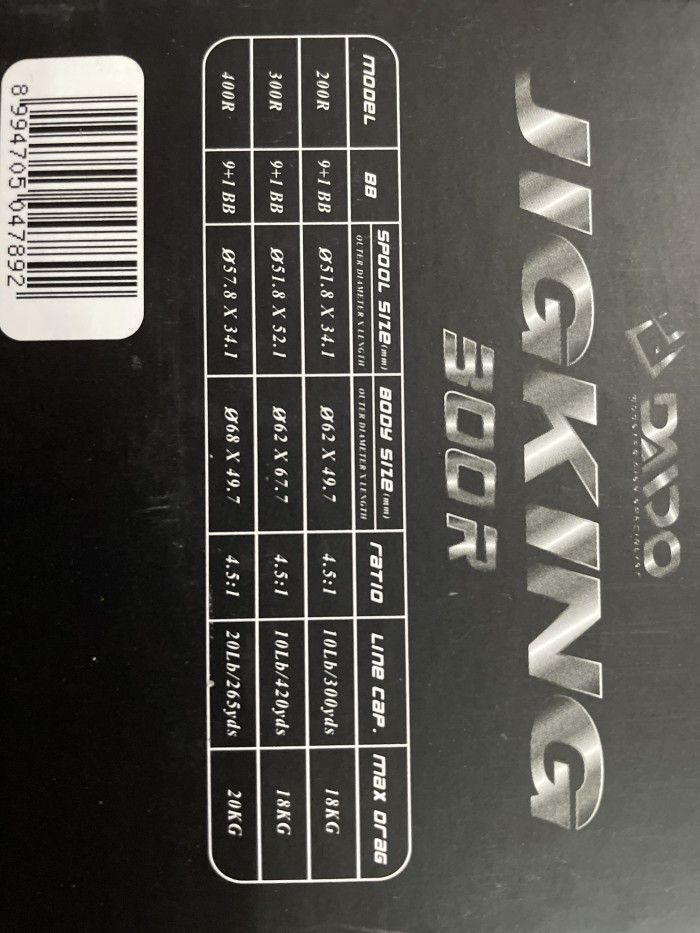 DAIDO
MONSTER FISH SPECIALIST
JIGKING
300R
MODEL BB SPOOL SIZE (mm) BODY SIZE (mm) RATIO LINE CAP. MAX DRAG
OUTER DIAMETER X LENGTH OUTER DIAMETER X LENGTH
200R 9+1 BB Ø51.8 X 34.1 Ø62 X 49.7 4.5:1 10Lb/300yds 18KG
300R 9+1 BB Ø51.8 X 52.1 Ø62 X 67.7 4.5:1 10Lb/420yds 18KG
400R 9+1 BB Ø57.8 X 34.1 Ø68 X 49.7 4.5:1 20Lb/265yds 20KG
8 994705 047892